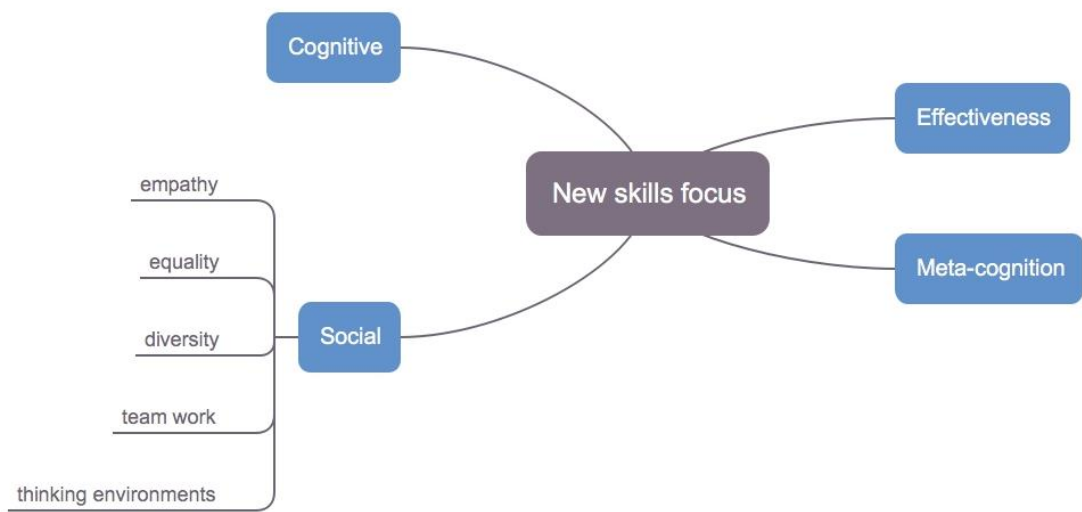 Cognitive
Effectiveness
New skills focus
empathy
Meta-cognition
equality
Social
diversity
team work
thinking environments